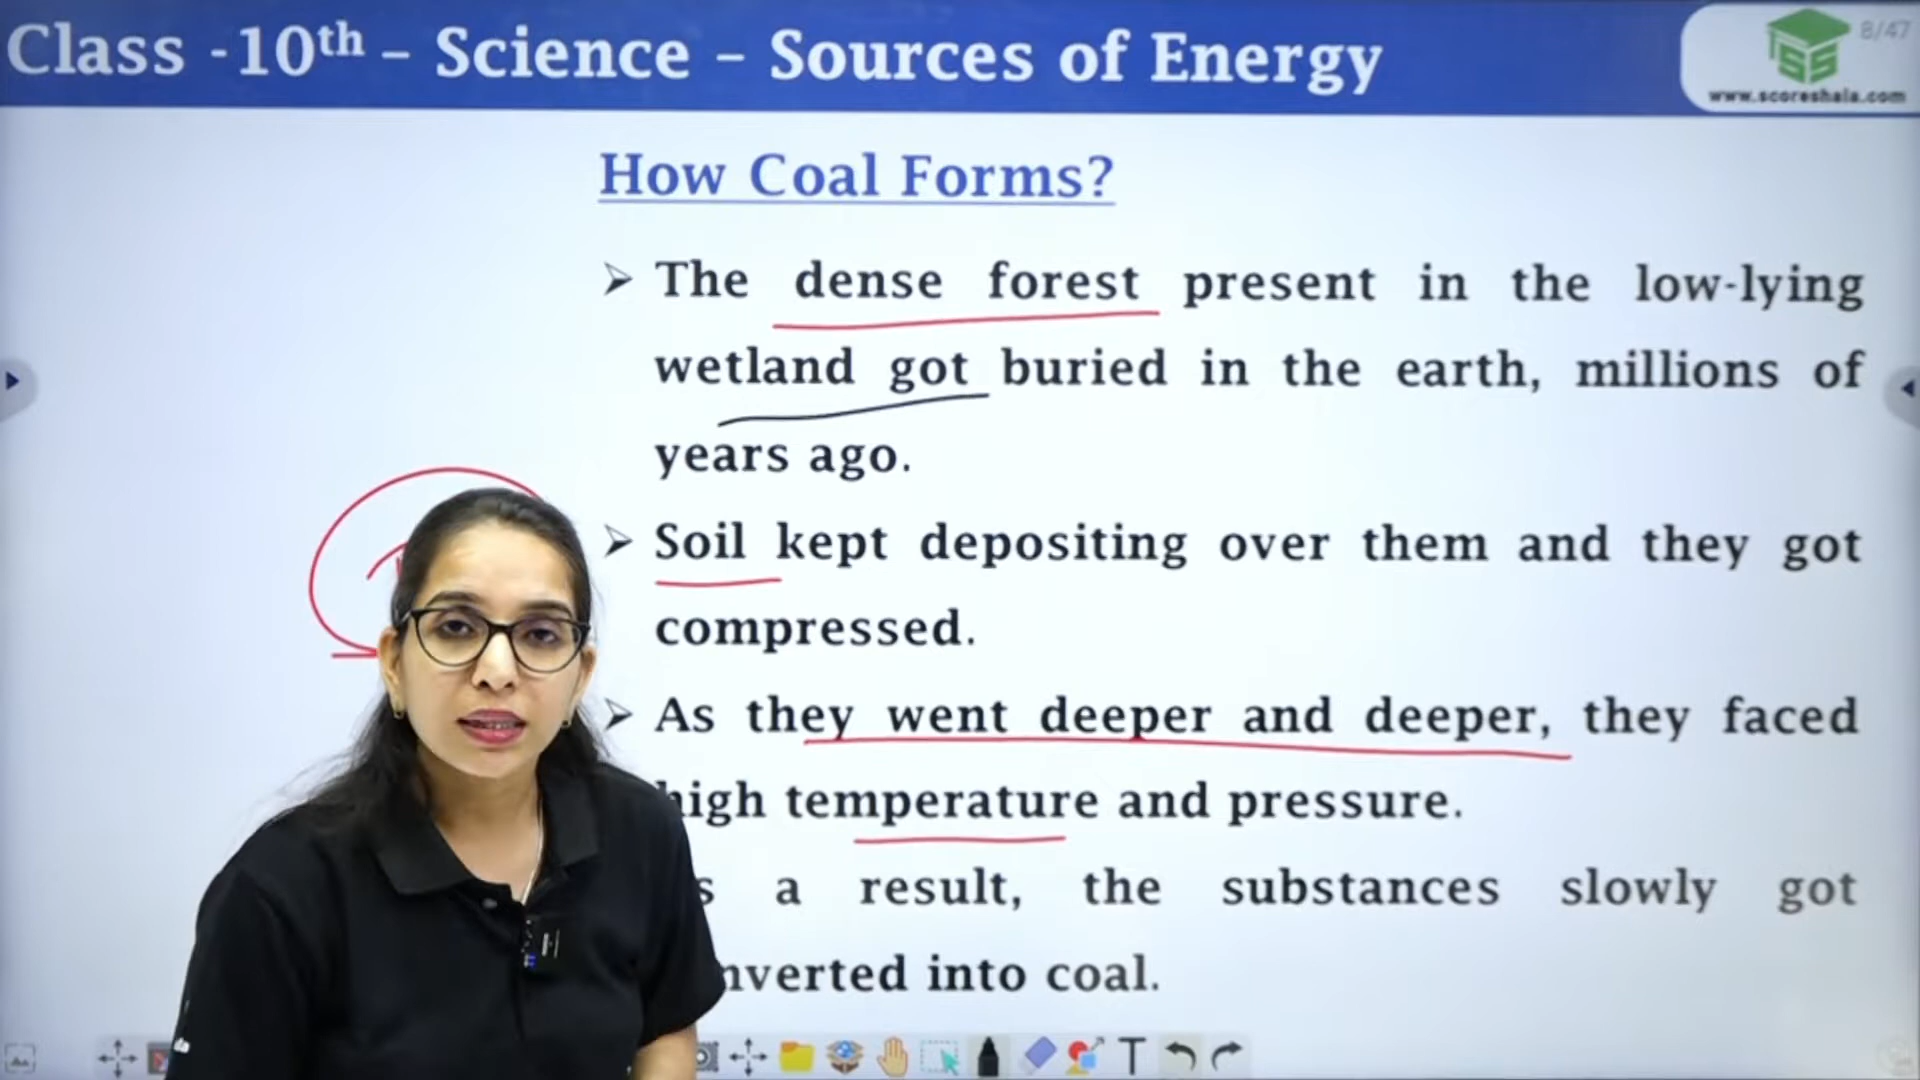 Class -10th – Science – Sources of Energy
8/47
www.scoreshala.com
How Coal Forms?
➢ The dense forest present in the low-lying
wetland got buried in the earth, millions of
years ago.
➢ Soil kept depositing over them and they got
compressed.
➢ As they went deeper and deeper, they faced
high temperature and pressure.
s a result, the substances slowly got
nverted into coal.